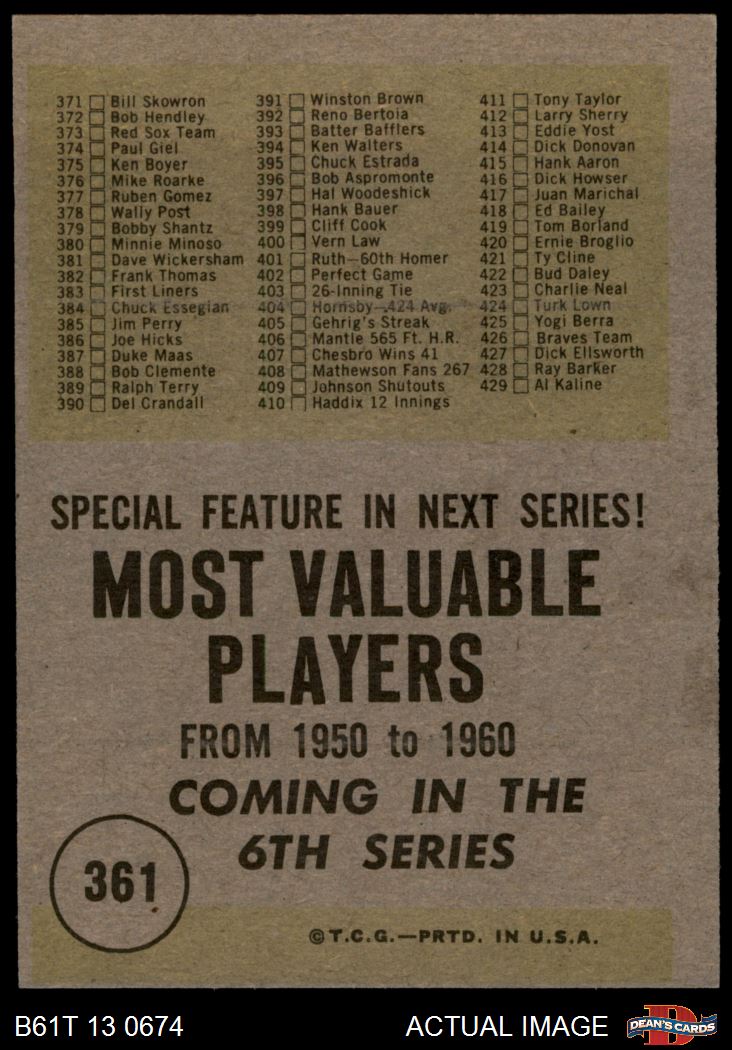 371 Bill Skowron
372 Bob Hendley
373 Red Sox Team
374 Paul Giel
375 Ken Boyer
376 Mike Roarke
377 Ruben Gomez
378 Wally Post
379 Bobby Shantz
380 Minnie Minoso
381 Dave Wickersham
382 Frank Thomas
383 First Liners
384 Chuck Essegian
385 Jim Perry
386 Joe Hicks
387 Duke Maas
388 Bob Clemente
389 Ralph Terry
390 Del Crandall
391 Winston Brown
392 Reno Bertoia
393 Batter Bafflers
394 Ken Walters
395 Chuck Estrada
396 Bob Aspromonte
397 Hal Woodeshick
398 Hank Bauer
399 Cliff Cook
400 Vern Law
401 Ruth—60th Homer
402 Perfect Game
403 26-Inning Tie
404 Hornsby—.424 Avg.
405 Gehrig's Streak
406 Mantle 565 Ft. H.R.
407 Chesbro Wins 41
408 Mathewson Fans 267
409 Johnson Shutouts
410 Haddix 12 Innings
411 Tony Taylor
412 Larry Sherry
413 Eddie Yost
414 Dick Donovan
415 Hank Aaron
416 Dick Howser
417 Juan Marichal
418 Ed Bailey
419 Tom Borland
420 Ernie Broglio
421 Ty Cline
422 Bud Daley
423 Charlie Neal
424 Turk Lown
425 Yogi Berra
426 Braves Team
427 Dick Ellsworth
428 Ray Barker
429 Al Kaline
SPECIAL FEATURE IN NEXT SERIES!
MOST VALUABLE
PLAYERS
FROM 1950 to 1960
COMING IN THE
6TH SERIES
361
©T.C.G.—PRTD. IN U.S.A.
B61T 13 0674 ACTUAL IMAGE DEAN'S CARDS